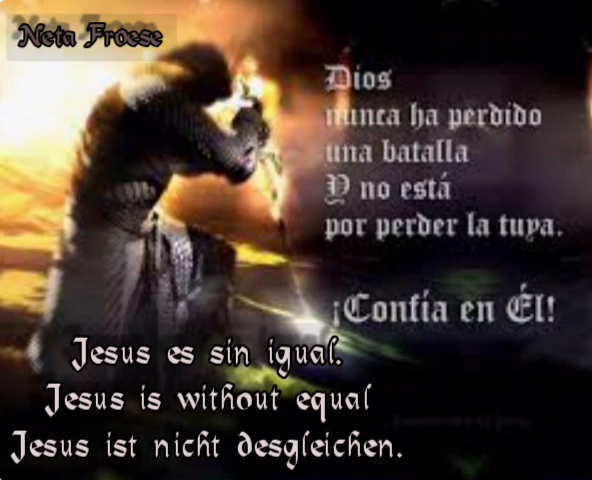 Neta Froese
Dios
nunca ha perdido
una batalla
Y no está
por perder la tuya.
¡Confía en Él!
Jesus es sin igual.
Jesus is without equal
Jesus ist nicht desgleichen.